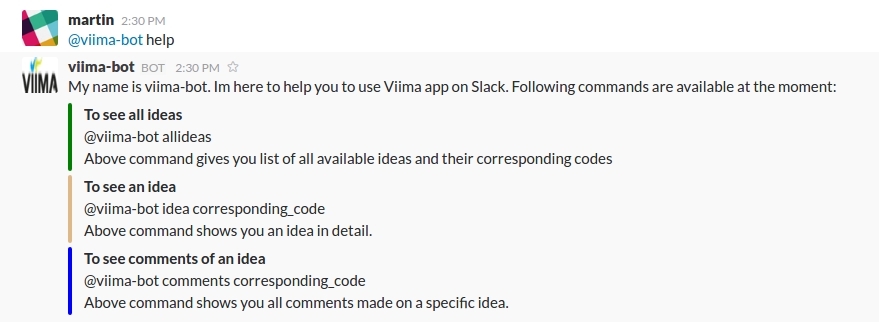 martin 2:30 PM
@viima-bot help
viima-bot BOT 2:30 PM
VIIMA
My name is viima-bot. Im here to help you to use Viima app on Slack. Following commands are available at the moment:
To see all ideas
@viima-bot allideas
Above command gives you list of all available ideas and their corresponding codes
To see an idea
@viima-bot idea corresponding_code
Above command shows you an idea in detail.
To see comments of an idea
@viima-bot comments corresponding_code
Above command shows you all comments made on a specific idea.